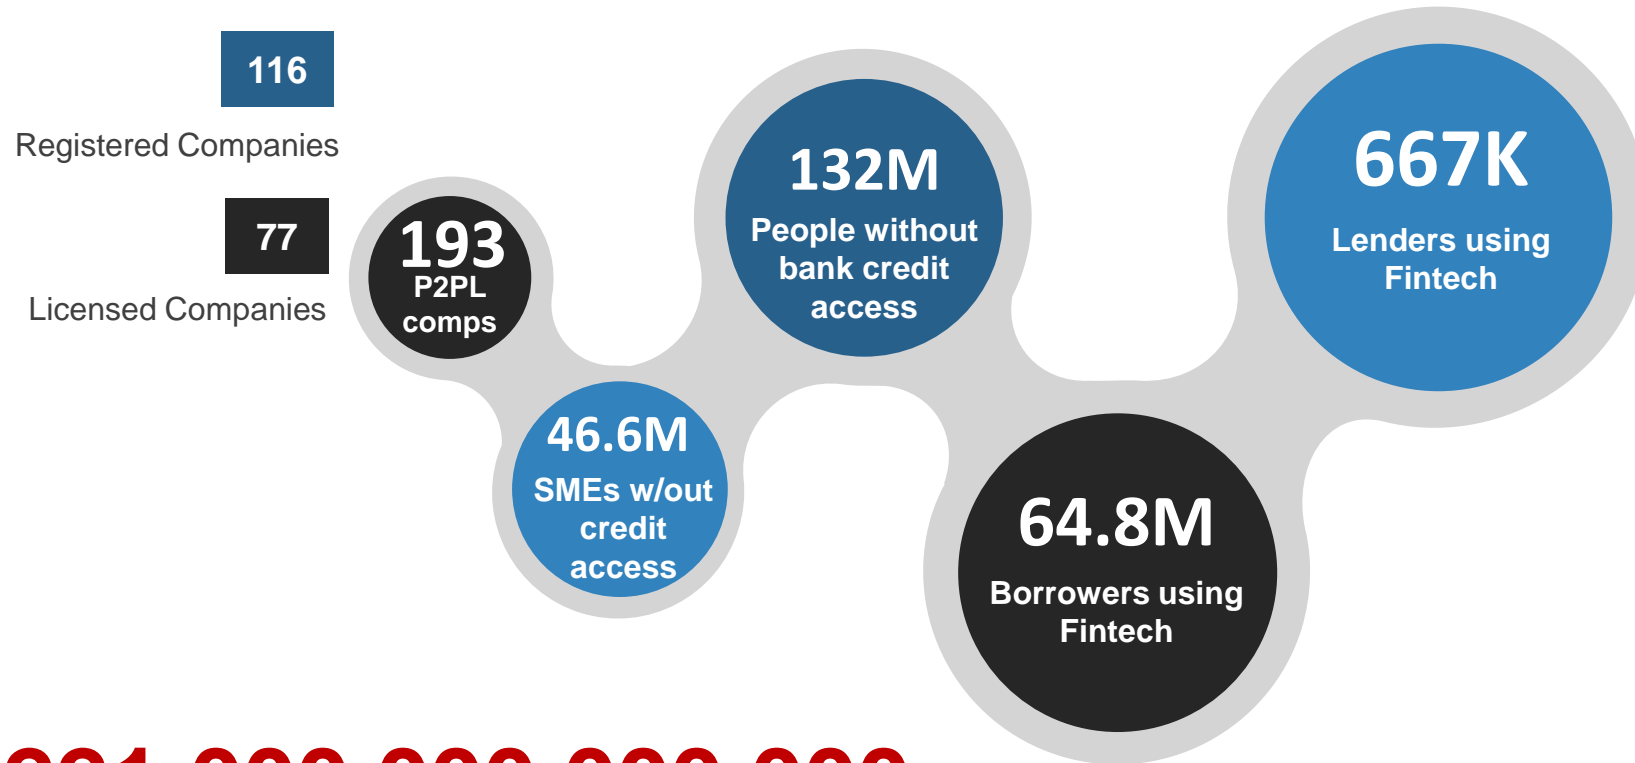 116
Registered Companies
77
Licensed Companies
193
P2PL
comps
46.6M
SMEs w/out
credit
access
132M
People without
bank credit
access
64.8M
Borrowers using
Fintech
667K
Lenders using
Fintech